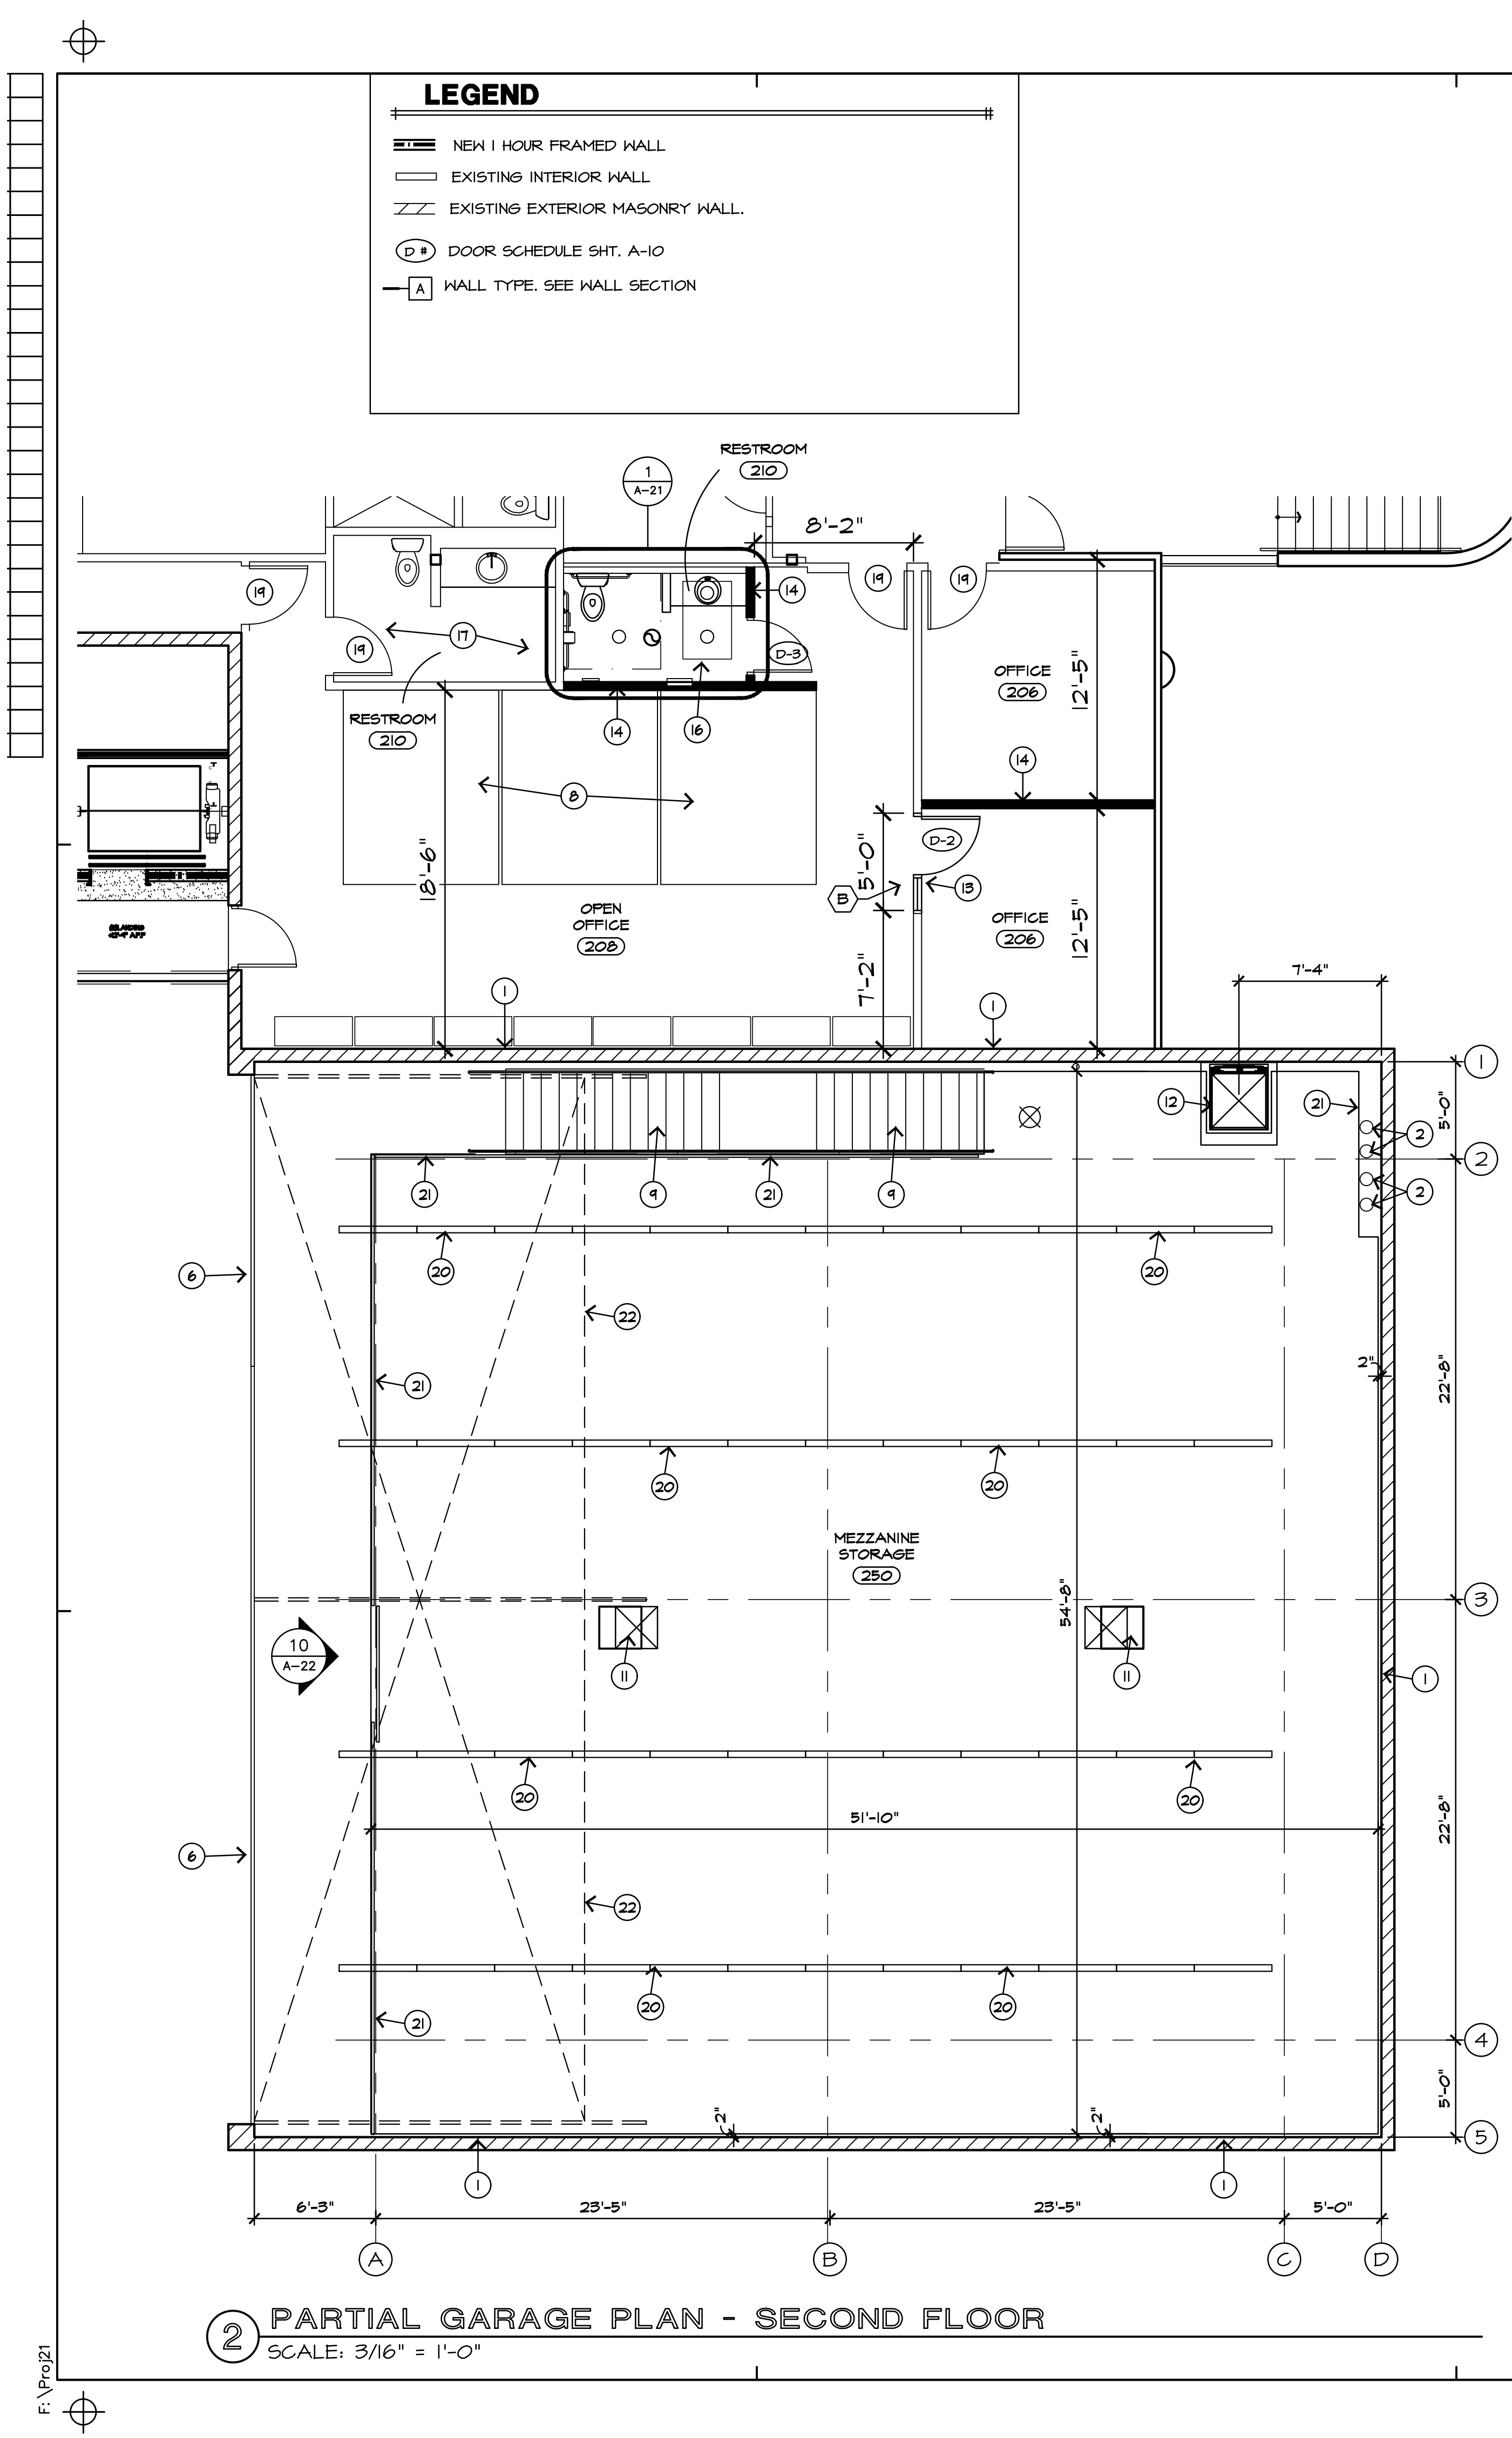 LEGEND
NEW 1 HOUR FRAMED WALL
EXISTING INTERIOR WALL
EXISTING EXTERIOR MASONRY WALL.
D # DOOR SCHEDULE SHT. A-10
A WALL TYPE. SEE WALL SECTION
RESTROOM
210
1
A-21
8'-2"
19
19
19
14
17
19
D-3
OFFICE
206
12'-5"
RESTROOM
210
14
16
14
8
D-2
18'-6"
5'-0"
B
13
OPEN
OFFICE
208
OFFICE
206
12'-5"
7'-2"
7'-4"
1
1
1
12
21
2
5'-0"
2
2
21
9
21
9
6
20
20
22
2"
22'-8"
21
20
20
MEZZANINE
STORAGE
250
54'-8"
3
10
A-22
11
11
1
20
20
51'-10"
22'-8"
6
22
20
20
21
4
5'-0"
2"
2"
5
1
1
6'-3"
23'-5"
23'-5"
5'-0"
A
B
C
D
2 PARTIAL GARAGE PLAN - SECOND FLOOR
SCALE: 3/16" = 1'-0"
F:\Proj21